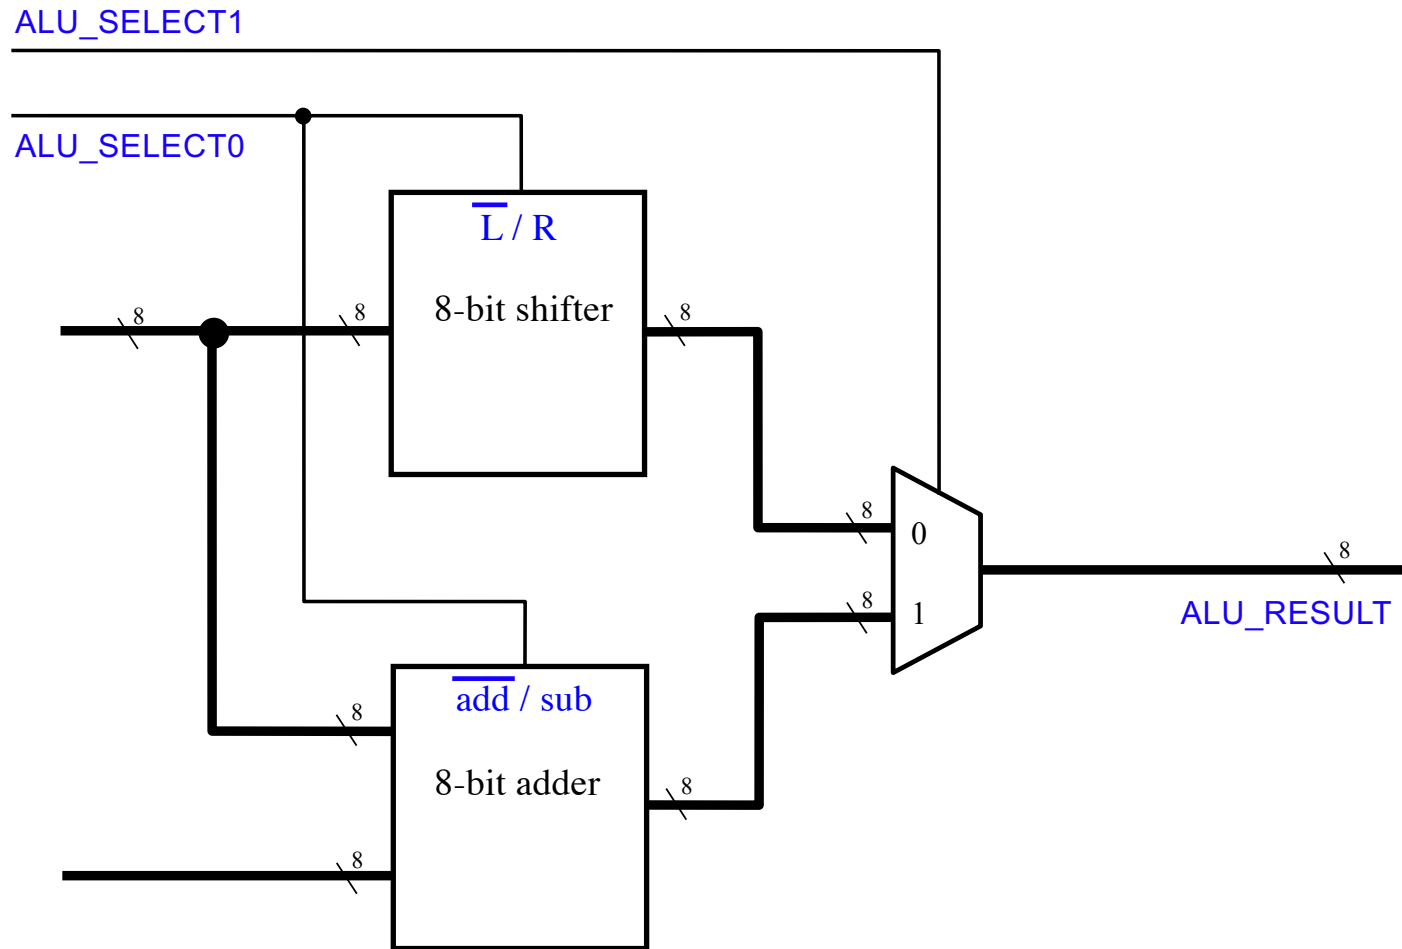 ALU_SELECT1
ALU_SELECT0
L / R
8-bit shifter
8
8
8
8
0
8
ALU_RESULT
8
1
add / sub
8
8-bit adder
8
8